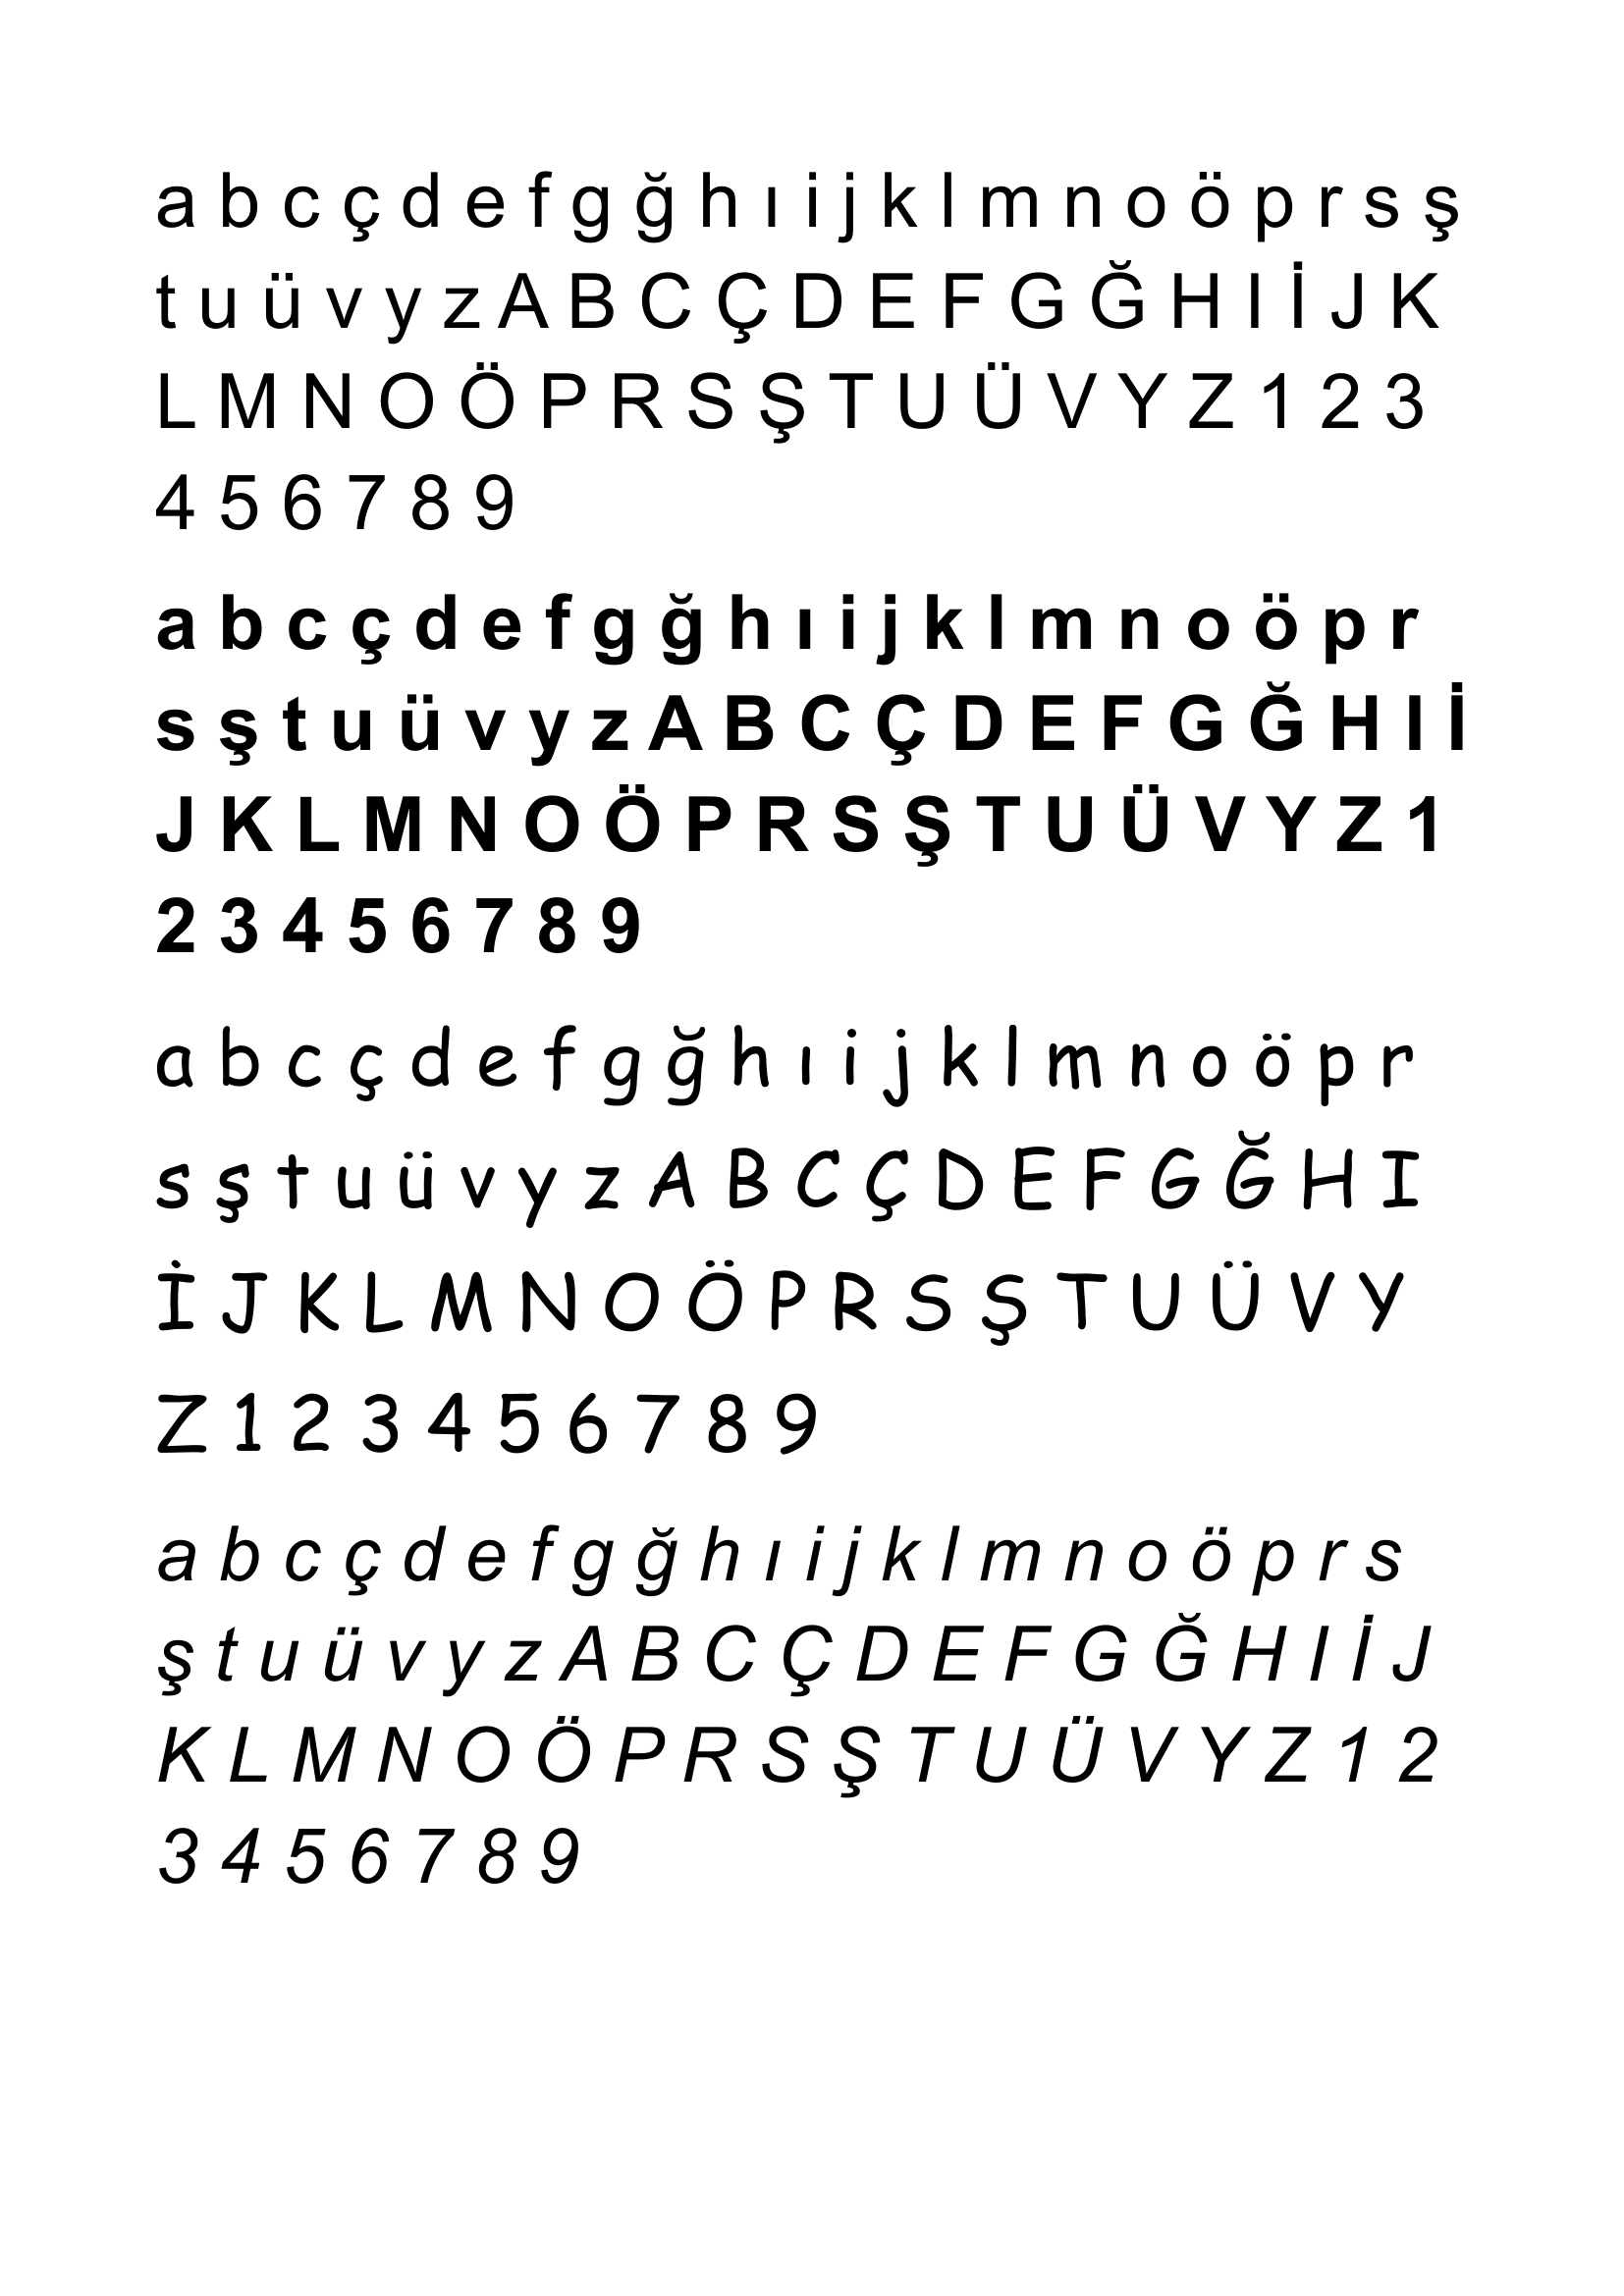 a b c ç d e f g ğ h ı i j k l m n o ö p r s ş
t u ü v y z A B C Ç D E F G Ğ H I İ J K
L M N O Ö P R S Ş T U Ü V Y Z 1 2 3
4 5 6 7 8 9
a b c ç d e f g ğ h ı i j k l m n o ö p r
s ş t u ü v y z A B C Ç D E F G Ğ H I İ
J K L M N O Ö P R S Ş T U Ü V Y Z 1
2 3 4 5 6 7 8 9
a b c ç d e f g ğ h ı i j k l m n o ö p r
s ş t u ü v y z A B C Ç D E F G Ğ H I
İ J K L M N O Ö P R S Ş T U Ü V Y
Z 1 2 3 4 5 6 7 8 9
a b c ç d e f g ğ h ı i j k l m n o ö p r s
ş t u ü v y z A B C Ç D E F G Ğ H I İ J
K L M N O Ö P R S Ş T U Ü V Y Z 1 2
3 4 5 6 7 8 9